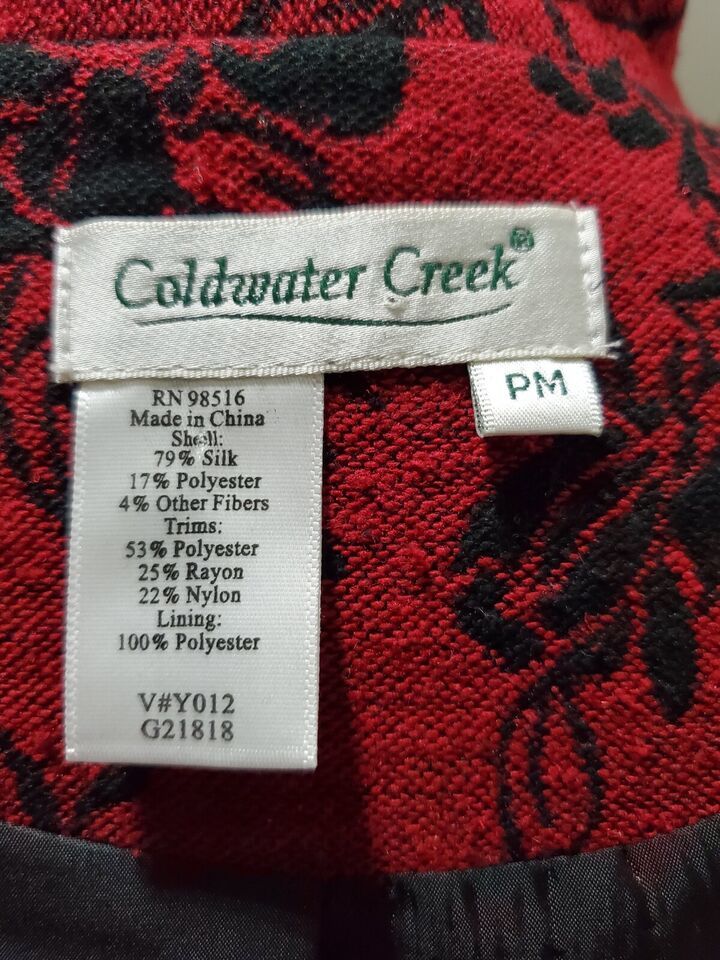 Coldwater Creek®
PM
RN 98516
Made in China
Shell:
79% Silk
17% Polyester
4% Other Fibers
Trims:
53% Polyester
25% Rayon
22% Nylon
Lining:
100% Polyester
V#Y012
G21818